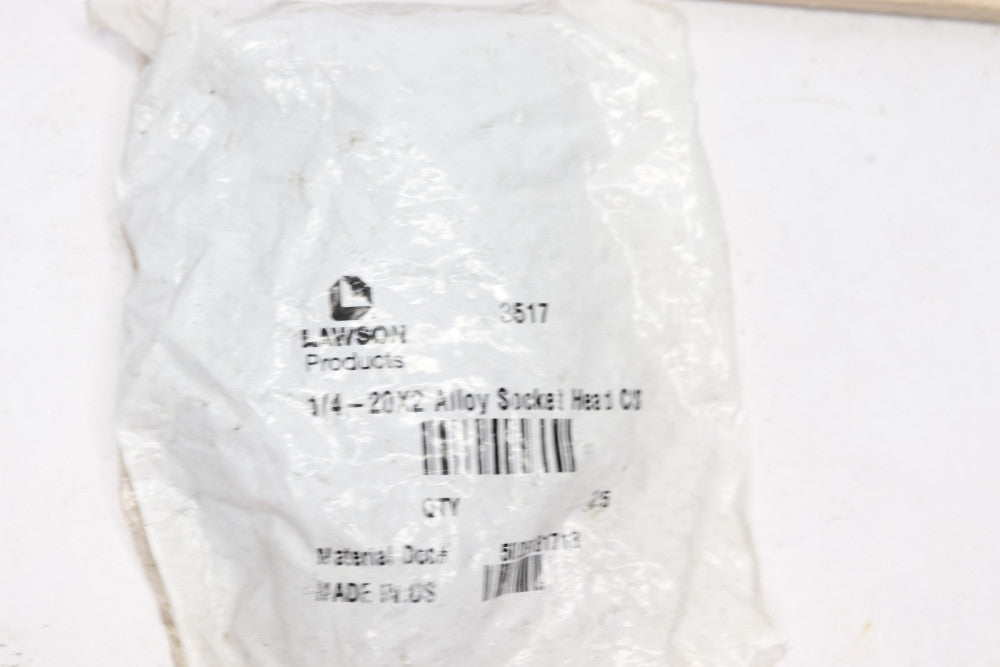 LAWSON 3517
Products
1/4-20X2 Alloy Socket Head CS
QTY 25
Material Doc#
MADE IN US